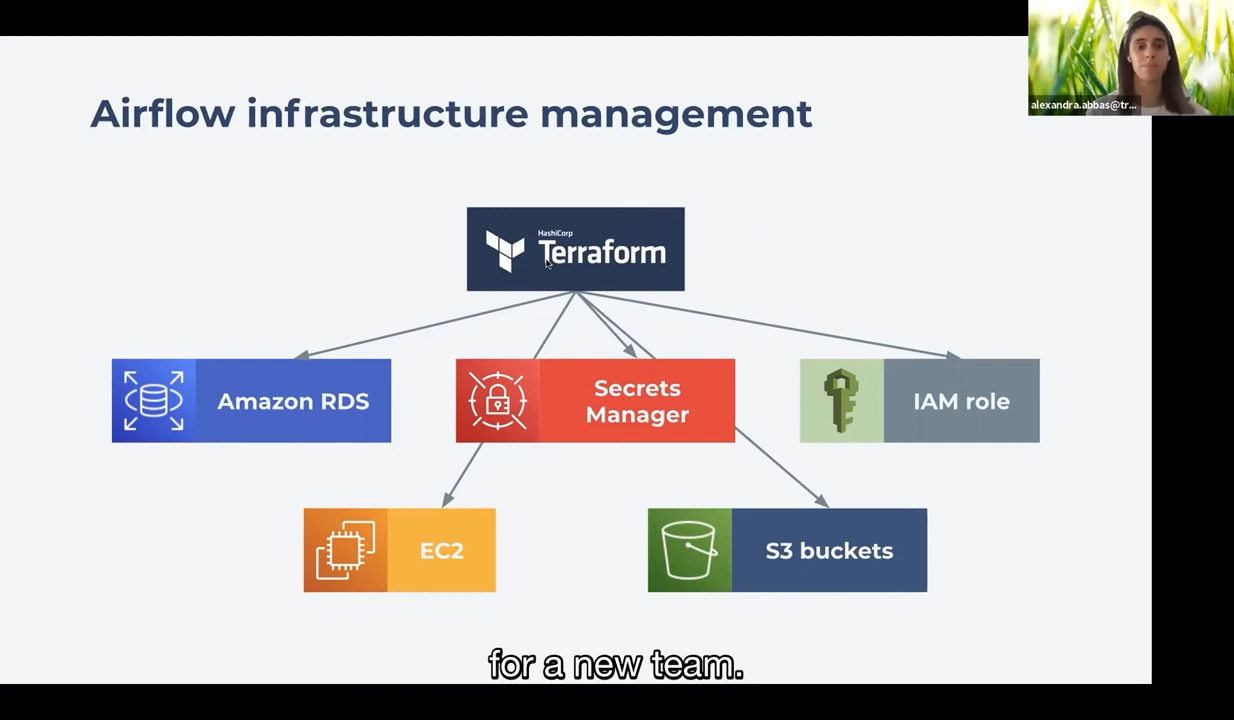 alexandra.abbas@tr...
Airflow infrastructure management
HashiCorp
Terraform
Amazon RDS
Secrets
Manager
IAM role
EC2
S3 buckets
for a new team.